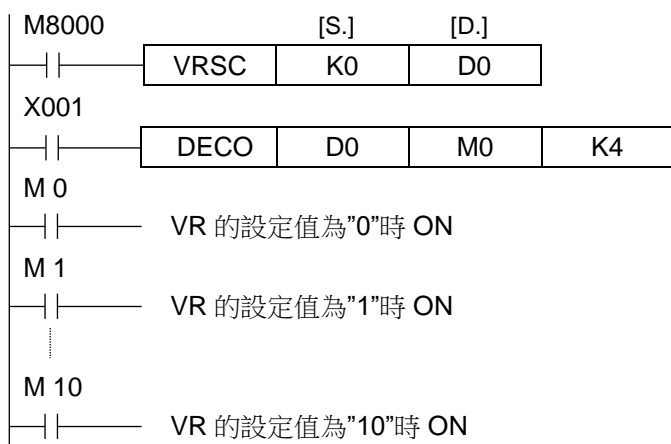 M8000 [S.] [D.]
VRSC K0 D0
X001
DECO D0 M0 K4
M 0
VR 的設定值為”0”時 ON
M 1
VR 的設定值為”1”時 ON
M 10
VR 的設定值為”10”時 ON